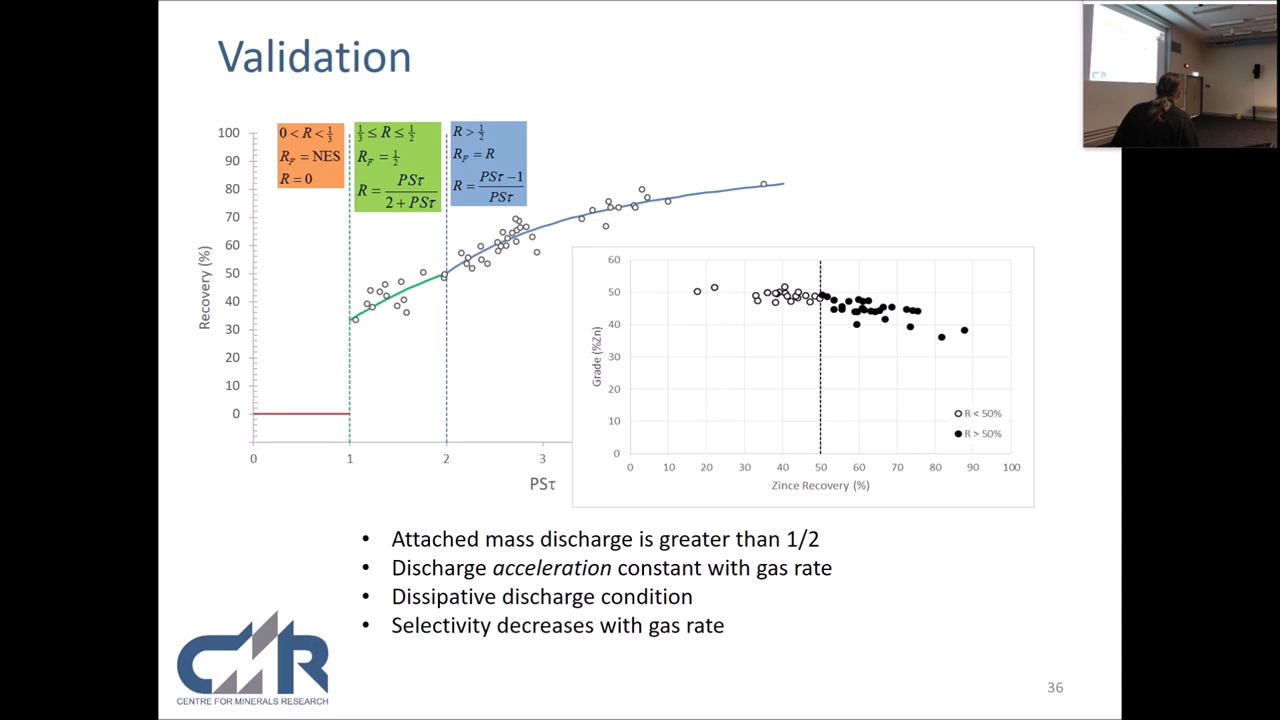 Validation
0 < R < 1/3
R_F = NES
R = 0
1/3 ≤ R ≤ 1/2
R_F = 1/2
R = PSτ / (2 + PSτ)
R > 1/2
R_F = R
R = (PSτ − 1) / PSτ
100
90
80
70
60
50
40
30
20
10
0
Recovery (%)
0 1 2 3
PSτ
60
50
40
30
20
10
0
Grade (%Zn)
R < 50%
R > 50%
0 10 20 30 40 50 60 70 80 90 100
Zince Recovery (%)
• Attached mass discharge is greater than 1/2
• Discharge acceleration constant with gas rate
• Dissipative discharge condition
• Selectivity decreases with gas rate
CMR
CENTRE FOR MINERALS RESEARCH
36